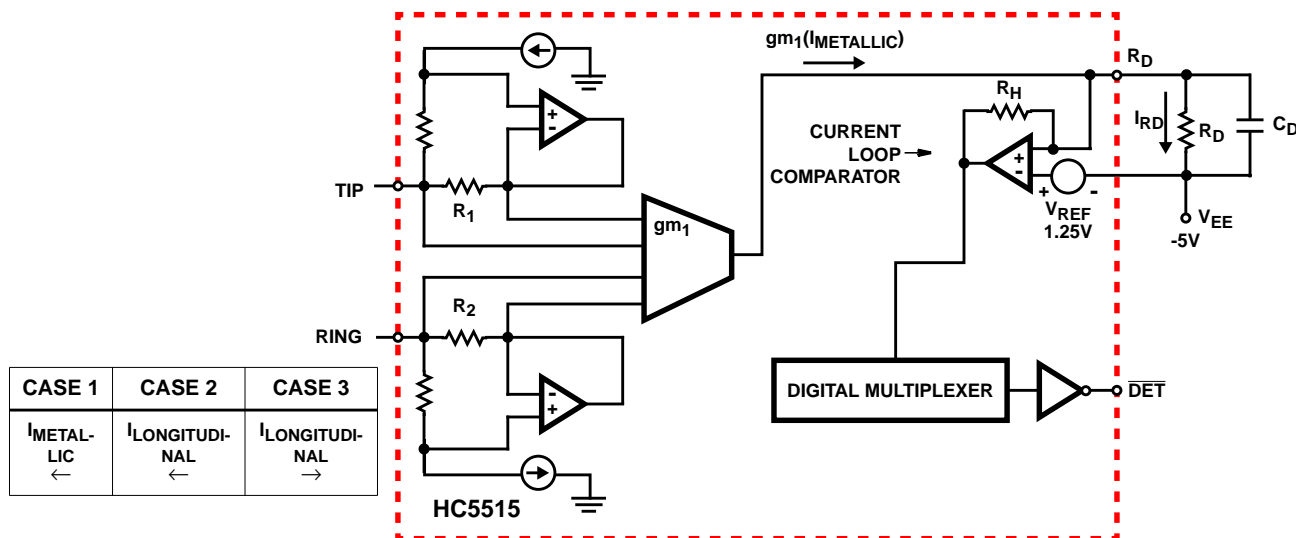 gm1(IMETALLIC)
RD
RH
IRD
RD
CD
CURRENT
LOOP
COMPARATOR
+
-
+
-
+
-
VREF
1.25V
VEE
-5V
TIP
R1
gm1
R2
RING
-
+
DIGITAL MULTIPLEXER
DET
HC5515
CASE 1 CASE 2 CASE 3
IMETAL- ILONGITUDI- ILONGITUDI-
LIC NAL NAL
← ← →